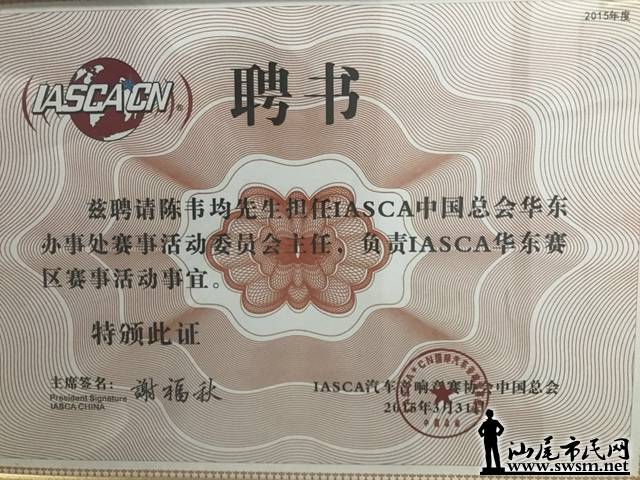 2015年度
IASCA CN
®
聘书
兹聘请陈韦均先生担任IASCA中国总会华东
办事处赛事活动委员会主任、负责IASCA华东赛
区赛事活动事宜。
特颁此证
主席签名:
谢福秋
President Signature
IASCA CHINA
IASCA汽车音响竞赛协会中国总会
2015年3月31日
汕尾市民网
www.swsm.net